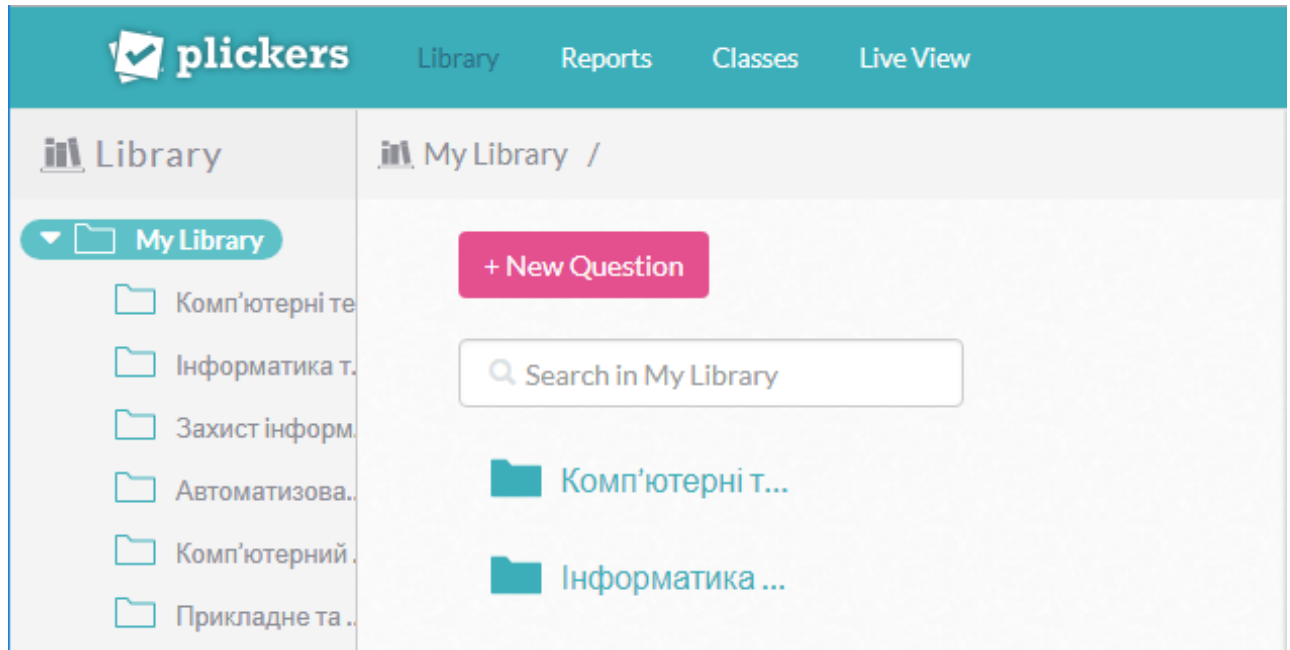 plickers Library Reports Classes Live View
Library
My Library /
My Library
Комп'ютерні те
Інформатика т.
Захист інформ.
Автоматизова..
Комп'ютерний .
Прикладне та ..
+ New Question
Search in My Library
Комп'ютерні т...
Інформатика ...